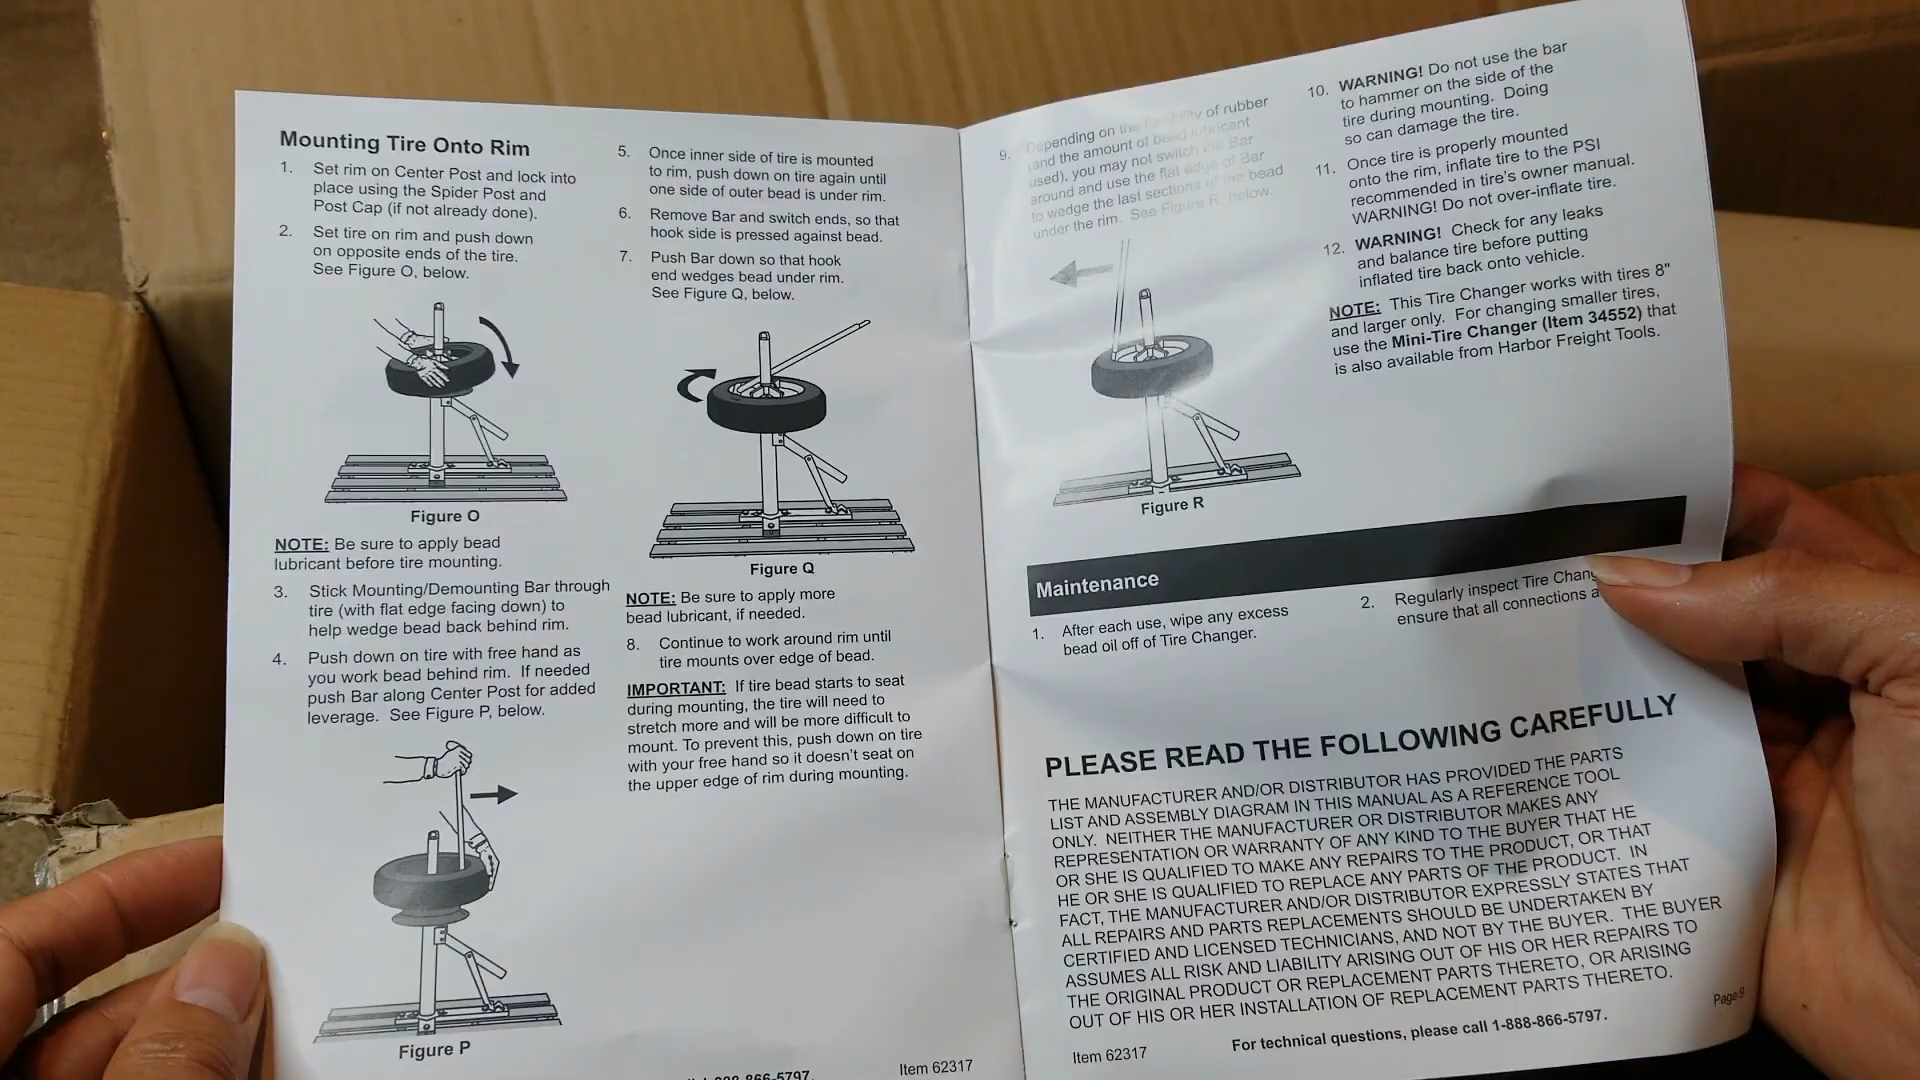 Mounting Tire Onto Rim
1. Set rim on Center Post and lock into
place using the Spider Post and
Post Cap (if not already done).
2. Set tire on rim and push down
on opposite ends of the tire.
See Figure O, below.
Figure O
NOTE: Be sure to apply bead
lubricant before tire mounting.
3. Stick Mounting/Demounting Bar through
tire (with flat edge facing down) to
help wedge bead back behind rim.
4. Push down on tire with free hand as
you work bead behind rim. If needed
push Bar along Center Post for added
leverage. See Figure P, below.
Figure P
5. Once inner side of tire is mounted
to rim, push down on tire again until
one side of outer bead is under rim.
6. Remove Bar and switch ends, so that
hook side is pressed against bead.
7. Push Bar down so that hook
end wedges bead under rim.
See Figure Q, below.
Figure Q
NOTE: Be sure to apply more
bead lubricant, if needed.
8. Continue to work around rim until
tire mounts over edge of bead.
IMPORTANT: If tire bead starts to seat
during mounting, the tire will need to
stretch more and will be more difficult to
mount. To prevent this, push down on tire
with your free hand so it doesn't seat on
the upper edge of rim during mounting.
866-5797.
Item 62317
9. Depending on the flexibility of rubber
(and the amount of bead lubricant
used), you may not switch the Bar
around and use the flat edge of Bar
to wedge the last sections of the bead
under the rim. See Figure R, below.
Figure R
10. WARNING! Do not use the bar
to hammer on the side of the
tire during mounting. Doing
so can damage the tire.
11. Once tire is properly mounted
onto the rim, inflate tire to the PSI
recommended in tire's owner manual.
WARNING! Do not over-inflate tire.
12. WARNING! Check for any leaks
and balance tire before putting
inflated tire back onto vehicle.
NOTE: This Tire Changer works with tires 8"
and larger only. For changing smaller tires,
use the Mini-Tire Changer (Item 34552) that
is also available from Harbor Freight Tools.
Maintenance
1. After each use, wipe any excess
bead oil off of Tire Changer.
2. Regularly inspect Tire Chang
ensure that all connections a
PLEASE READ THE FOLLOWING CAREFULLY
THE MANUFACTURER AND/OR DISTRIBUTOR HAS PROVIDED THE PARTS
LIST AND ASSEMBLY DIAGRAM IN THIS MANUAL AS A REFERENCE TOOL
ONLY. NEITHER THE MANUFACTURER OR DISTRIBUTOR MAKES ANY
REPRESENTATION OR WARRANTY OF ANY KIND TO THE BUYER THAT HE
OR SHE IS QUALIFIED TO MAKE ANY REPAIRS TO THE PRODUCT, OR THAT
HE OR SHE IS QUALIFIED TO REPLACE ANY PARTS OF THE PRODUCT. IN
FACT, THE MANUFACTURER AND/OR DISTRIBUTOR EXPRESSLY STATES THAT
ALL REPAIRS AND PARTS REPLACEMENTS SHOULD BE UNDERTAKEN BY
CERTIFIED AND LICENSED TECHNICIANS, AND NOT BY THE BUYER. THE BUYER
ASSUMES ALL RISK AND LIABILITY ARISING OUT OF HIS OR HER REPAIRS TO
THE ORIGINAL PRODUCT OR REPLACEMENT PARTS THERETO, OR ARISING
OUT OF HIS OR HER INSTALLATION OF REPLACEMENT PARTS THERETO.
Page 9
Item 62317
For technical questions, please call 1-888-866-5797.